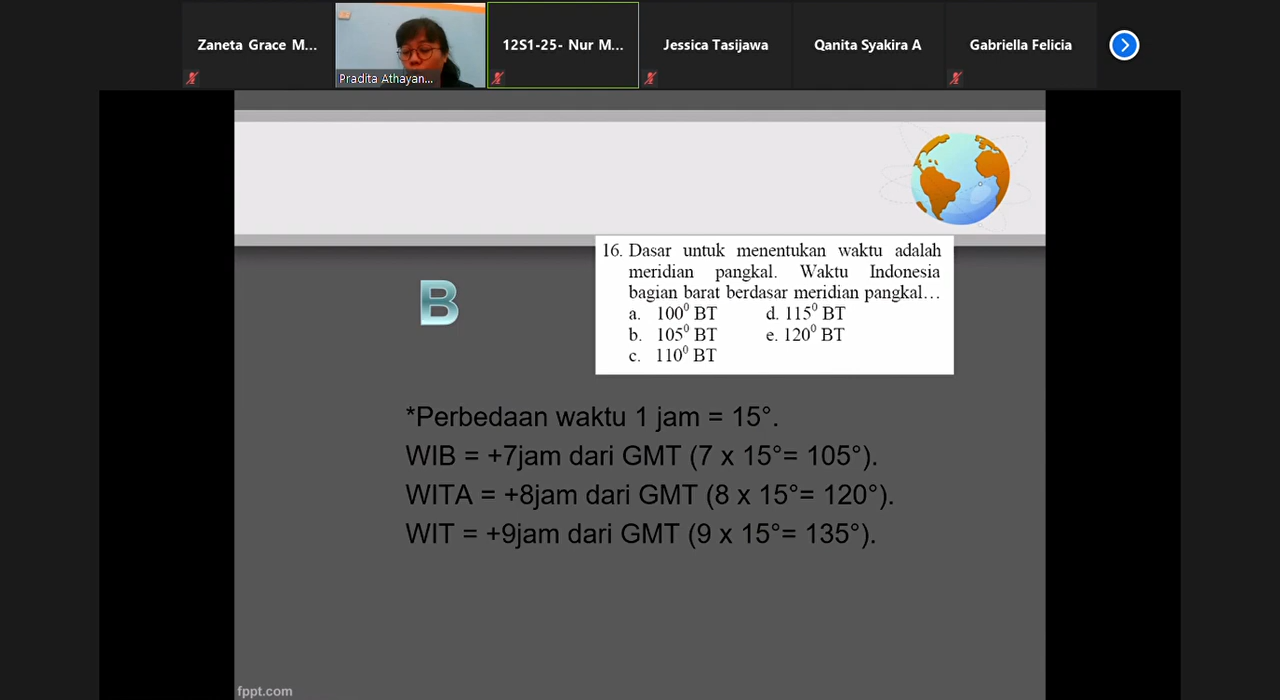 Zaneta Grace M...
Pradita Athayan...
12S1-25- Nur M...
Jessica Tasijawa
Qanita Syakira A
Gabriella Felicia
B
16. Dasar untuk menentukan waktu adalah
meridian pangkal. Waktu Indonesia
bagian barat berdasar meridian pangkal…
a. 100⁰ BT d. 115⁰ BT
b. 105⁰ BT e. 120⁰ BT
c. 110⁰ BT
*Perbedaan waktu 1 jam = 15°.
WIB = +7jam dari GMT (7 x 15°= 105°).
WITA = +8jam dari GMT (8 x 15°= 120°).
WIT = +9jam dari GMT (9 x 15°= 135°).
fppt.com